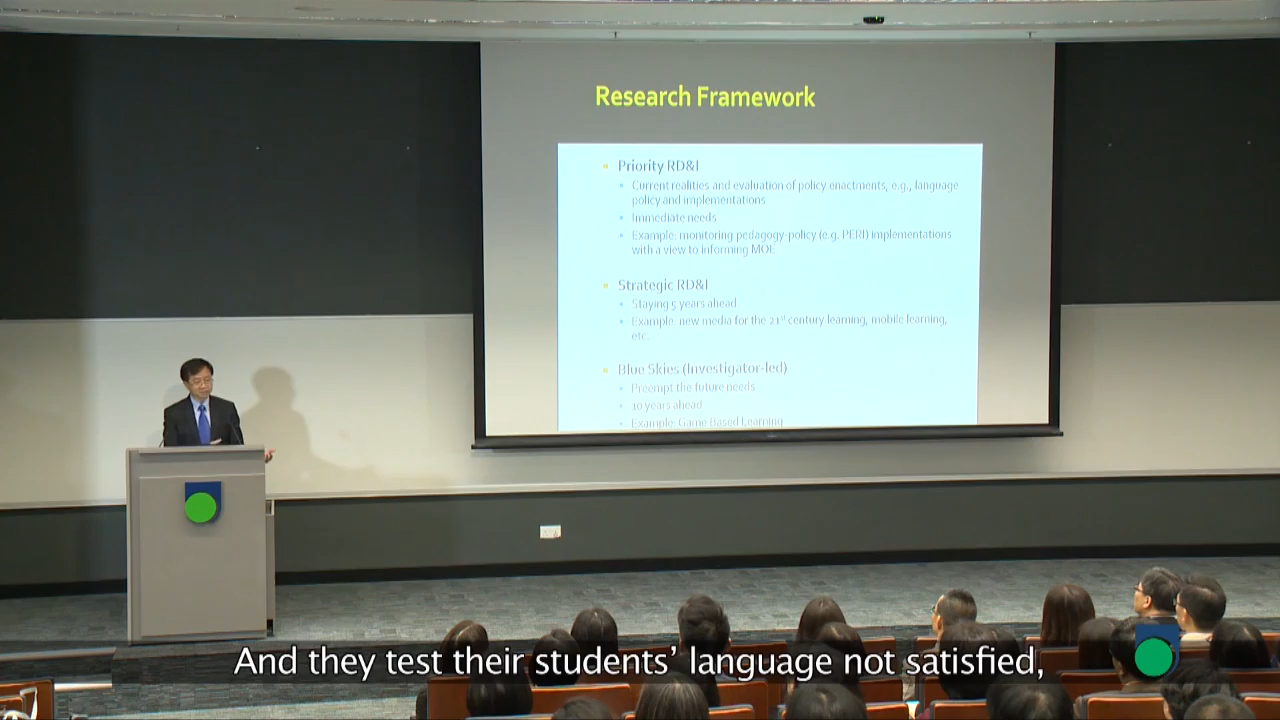 Research Framework
Priority RD&I
Current realities and evaluation of policy enactments, e.g., language
policy and implementations
Immediate needs
Example: monitoring pedagogy-policy (e.g. PERI) implementations
with a view to informing MOE
Strategic RD&I
Staying 5 years ahead
Example: new media for the 21st century learning, mobile learning,
etc.
Blue Skies (Investigator-led)
Preempt the future needs
10 years ahead
Example: Game Based Learning
And they test their students’ language not satisfied,